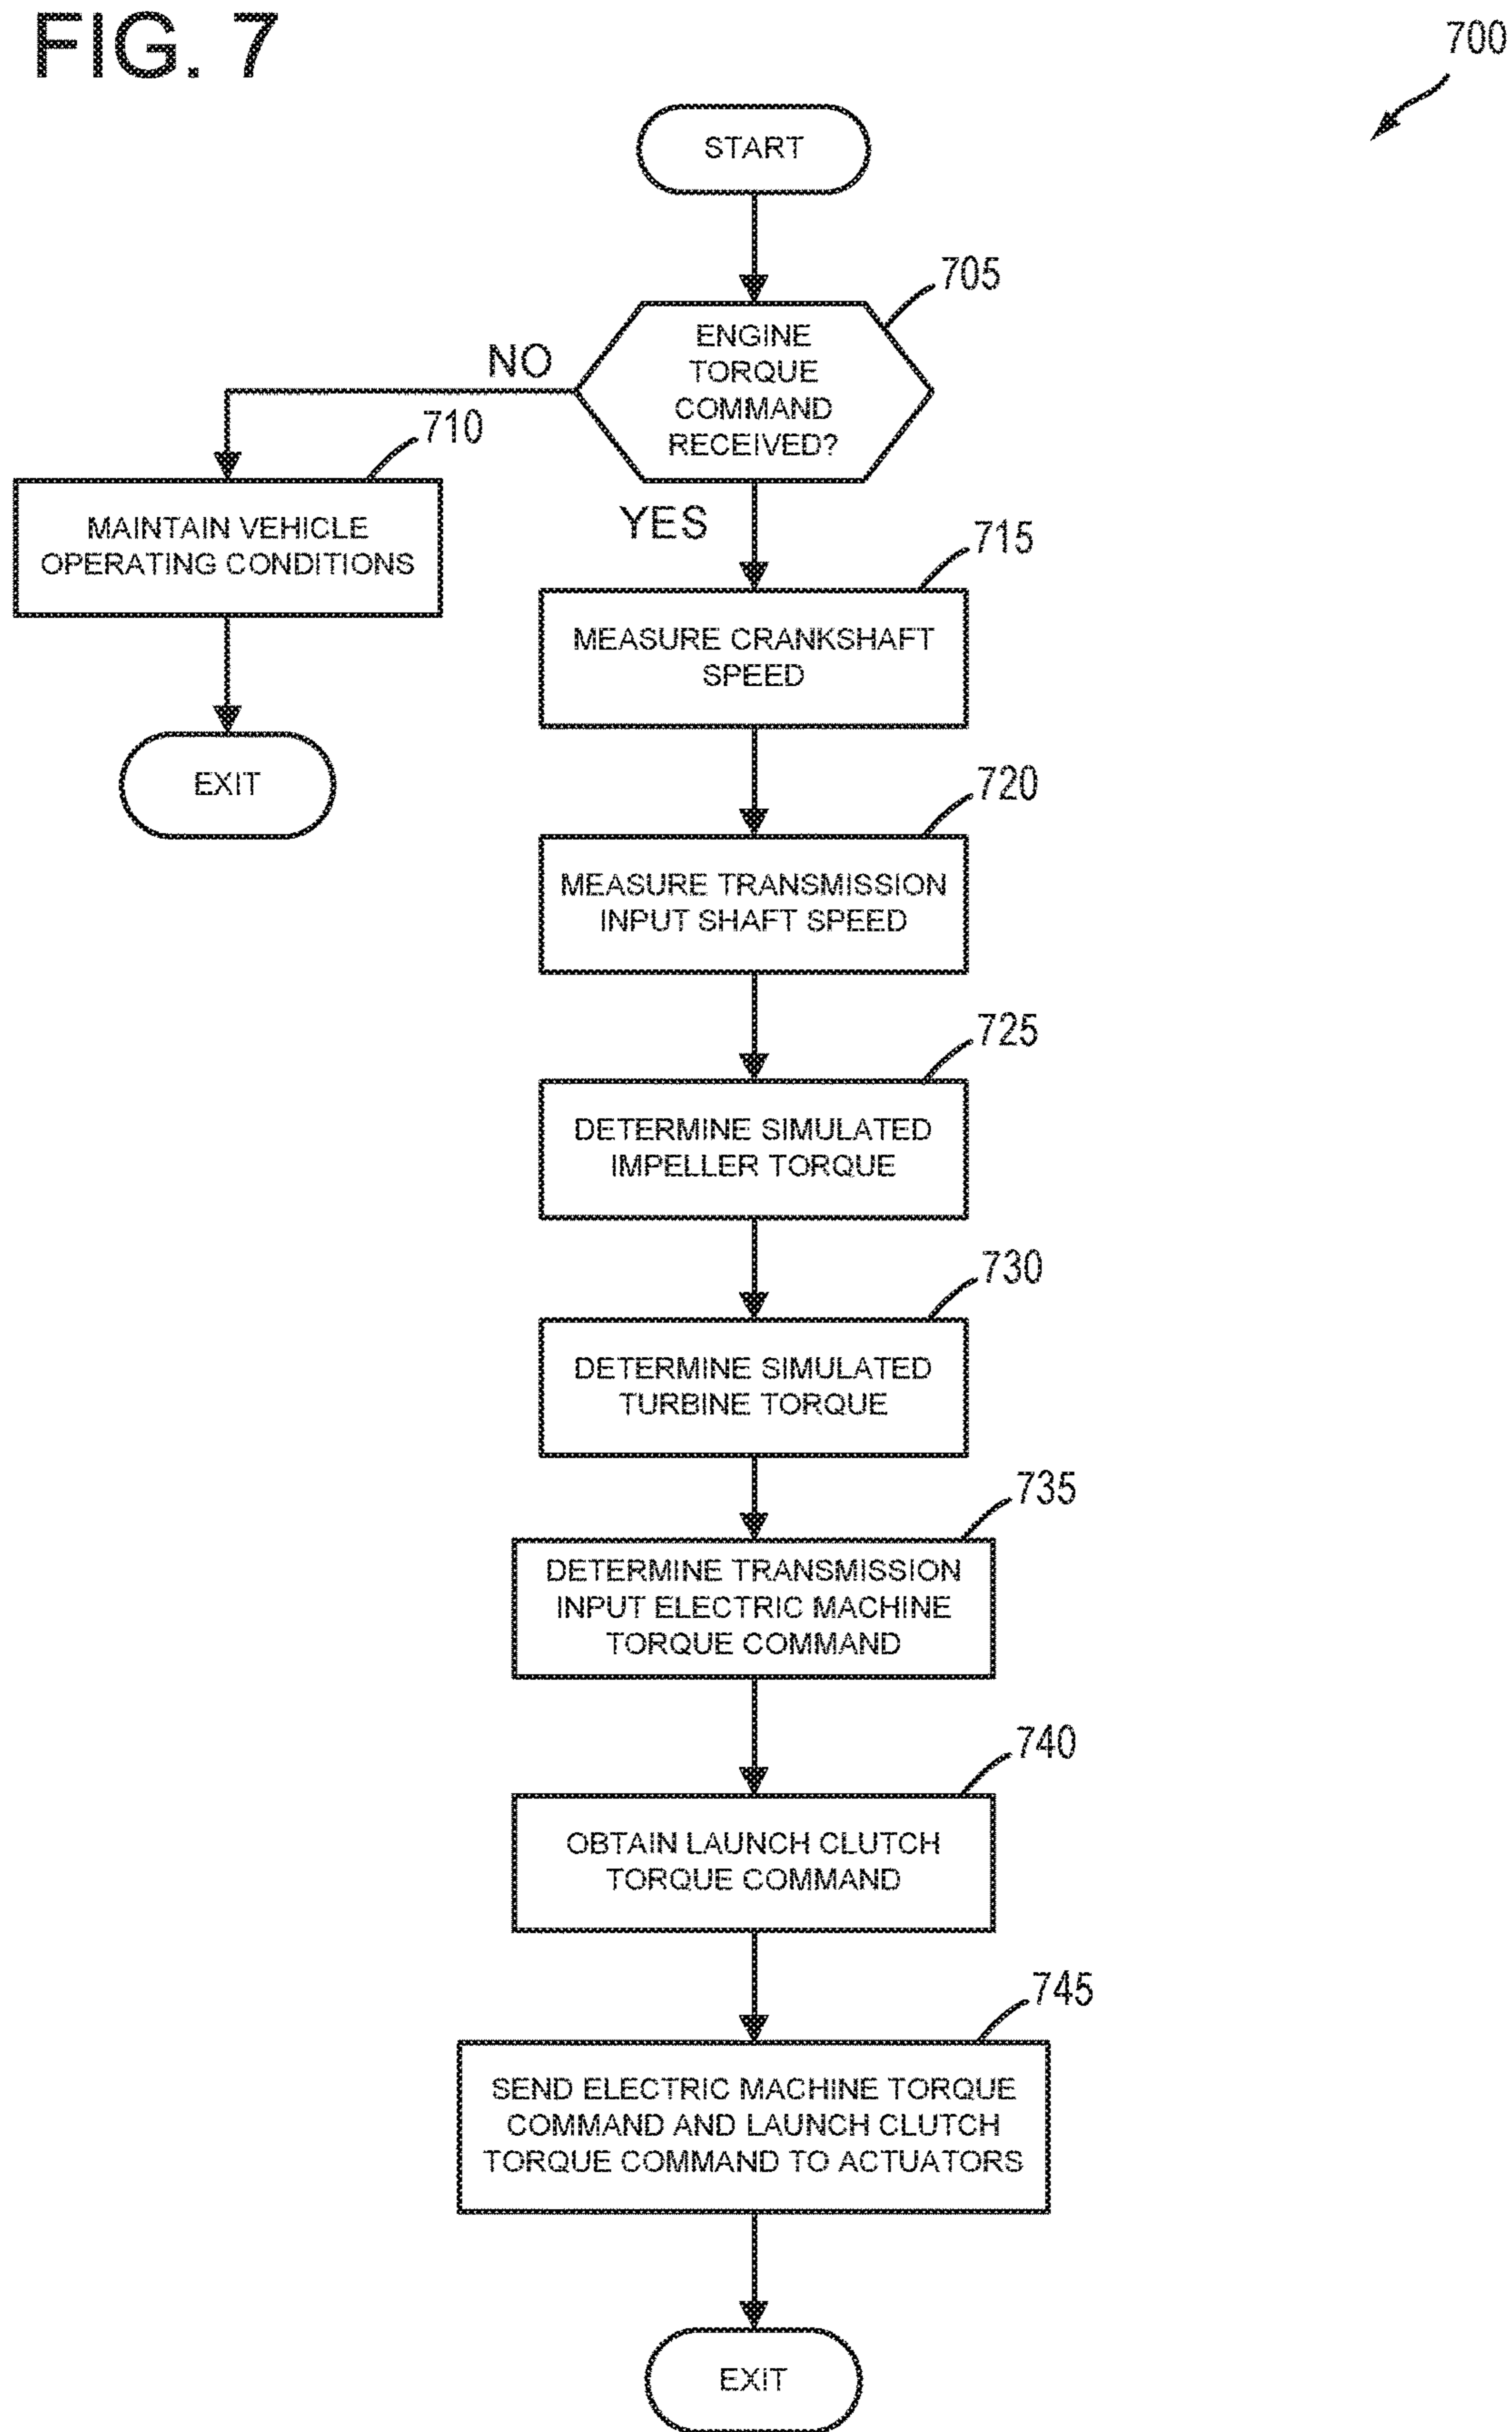 FIG. 7
700
START
705
ENGINE
TORQUE
COMMAND
RECEIVED?
NO
710
MAINTAIN VEHICLE
OPERATING CONDITIONS
EXIT
YES
715
MEASURE CRANKSHAFT
SPEED
720
MEASURE TRANSMISSION
INPUT SHAFT SPEED
725
DETERMINE SIMULATED
IMPELLER TORQUE
730
DETERMINE SIMULATED
TURBINE TORQUE
735
DETERMINE TRANSMISSION
INPUT ELECTRIC MACHINE
TORQUE COMMAND
740
OBTAIN LAUNCH CLUTCH
TORQUE COMMAND
745
SEND ELECTRIC MACHINE TORQUE
COMMAND AND LAUNCH CLUTCH
TORQUE COMMAND TO ACTUATORS
EXIT